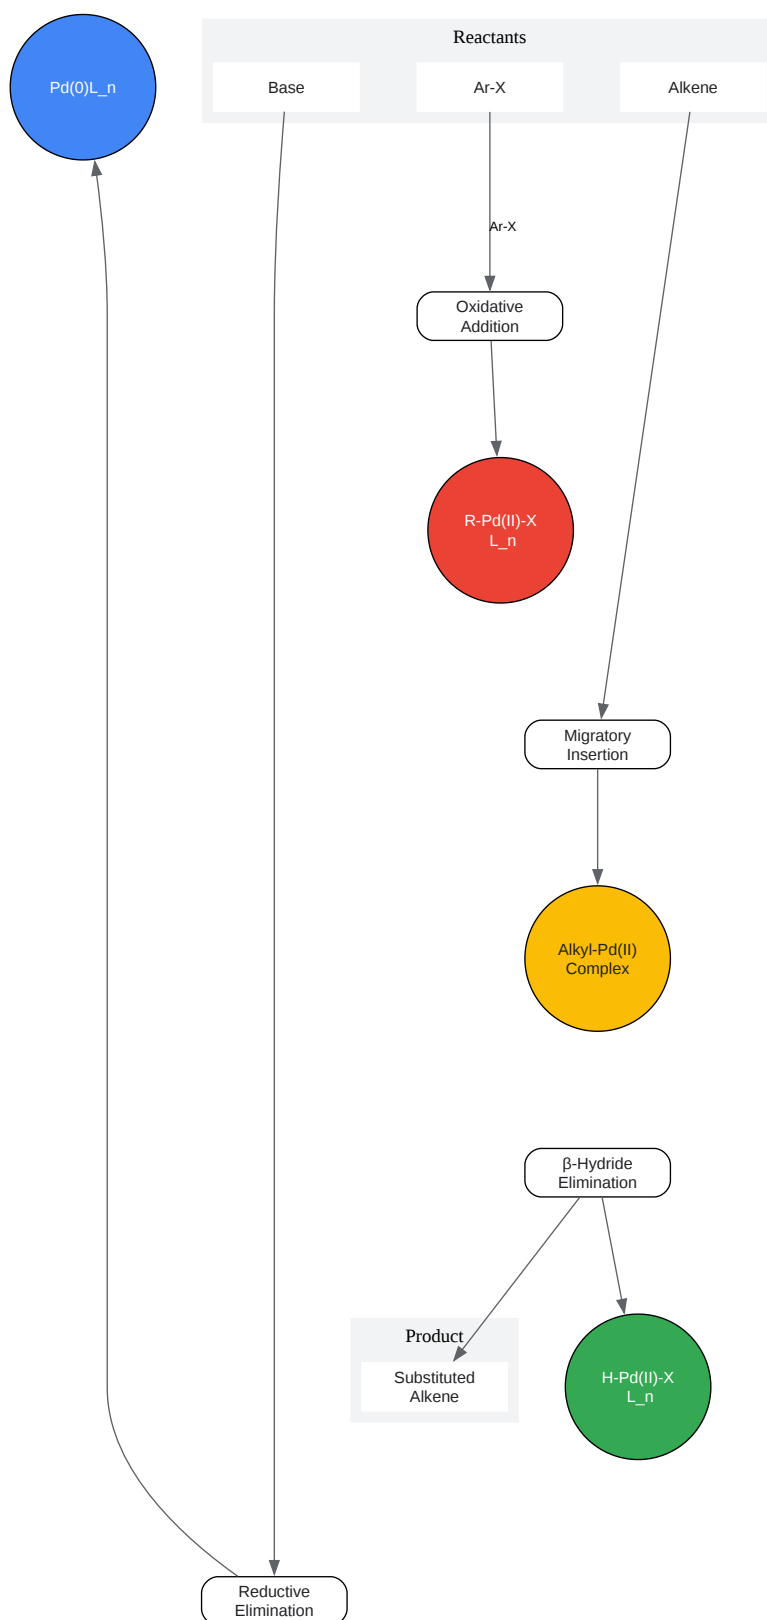 Reactants
Pd(0)L_n
Base
Ar-X
Alkene
Ar-X
Oxidative
Addition
R-Pd(II)-X
L_n
Migratory
Insertion
Alkyl-Pd(II)
Complex
β-Hydride
Elimination
Product
Substituted
Alkene
H-Pd(II)-X
L_n
Reductive
Elimination